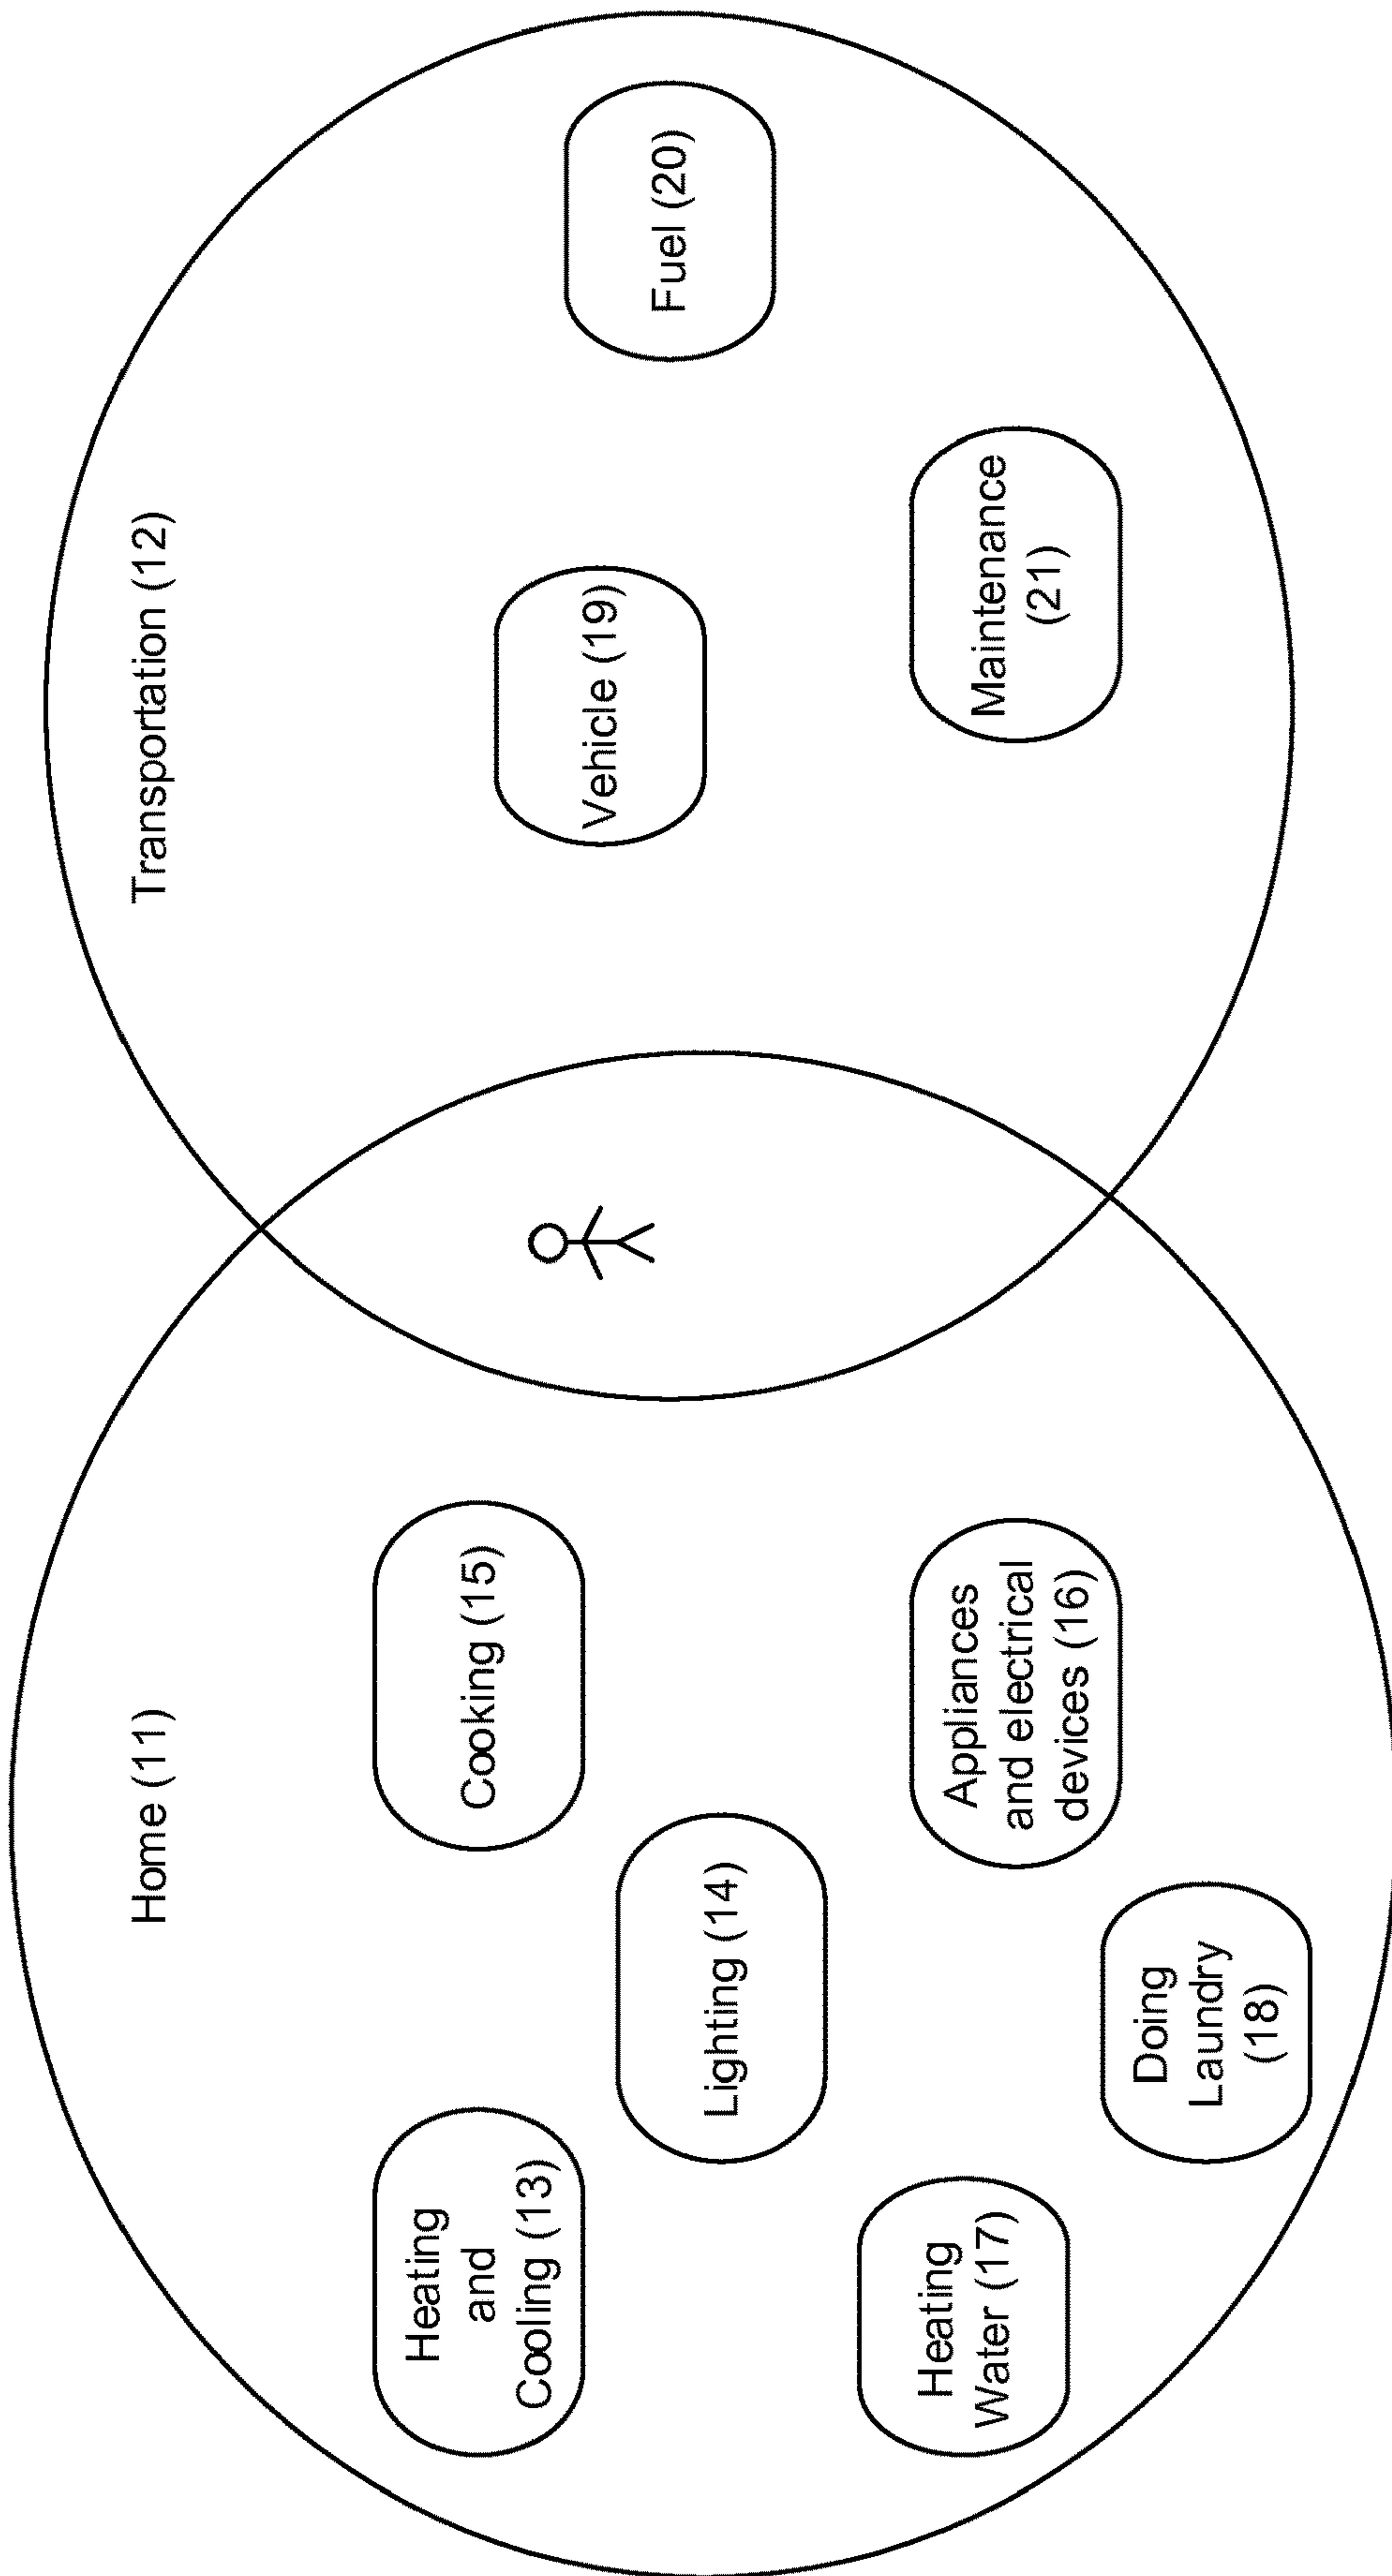 Home (11)
Heating
and
Cooling (13)
Cooking (15)
Lighting (14)
Heating
Water (17)
Appliances
and electrical
devices (16)
Doing
Laundry
(18)
Transportation (12)
Vehicle (19)
Fuel (20)
Maintenance
(21)